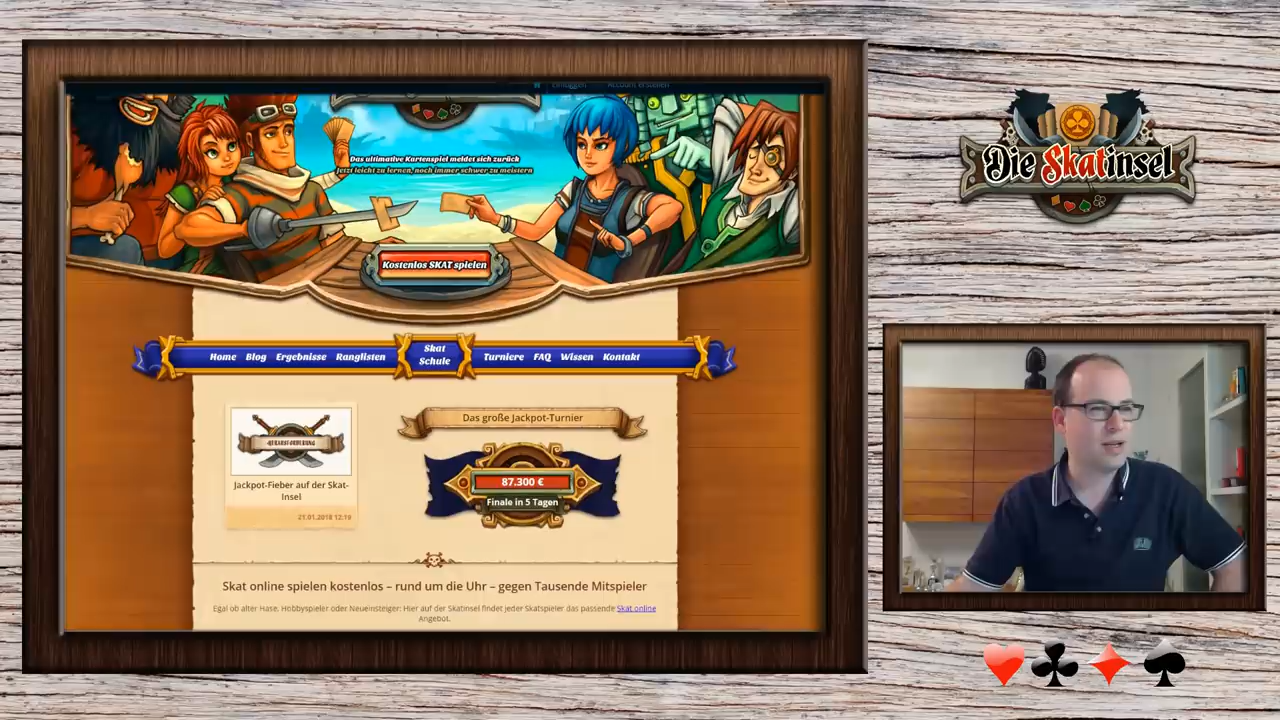 Einloggen Account erstellen
Das ultimative Kartenspiel meldet sich zurück
Jetzt leicht zu lernen, noch immer schwer zu meistern
Kostenlos SKAT spielen
Home Blog Ergebnisse Ranglisten Skat Schule Turniere FAQ Wissen Kontakt
HERAUSFORDERUNG
Jackpot-Fieber auf der Skat-
Insel
21.01.2018 12:18
Das große Jackpot-Turnier
87.300 €
Finale in 5 Tagen
Skat online spielen kostenlos – rund um die Uhr – gegen Tausende Mitspieler
Egal ob alter Hase, Hobbyspieler oder Neueinsteiger: Hier auf der Skatinsel findet jeder Skatspieler das passende Skat online
Angebot.
Die Skatinsel